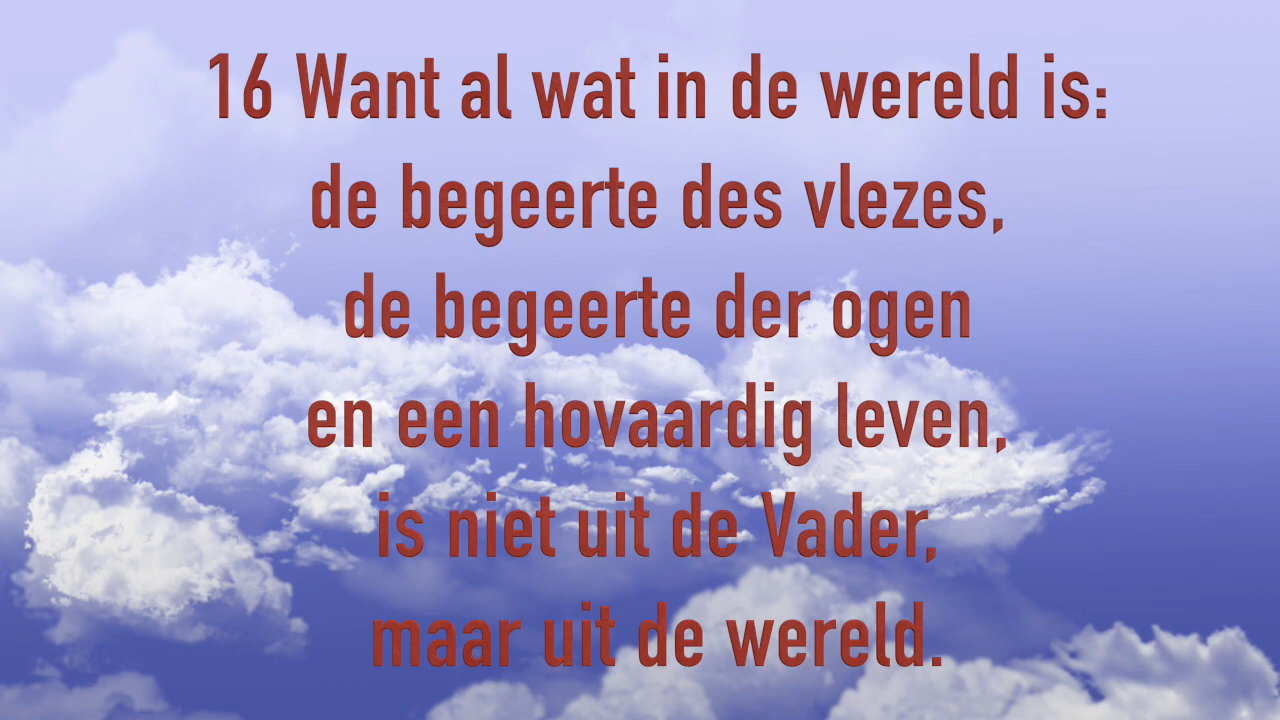 16 Want al wat in de wereld is:
de begeerte des vlezes,
de begeerte der ogen
en een hovaardig leven,
is niet uit de Vader,
maar uit de wereld.